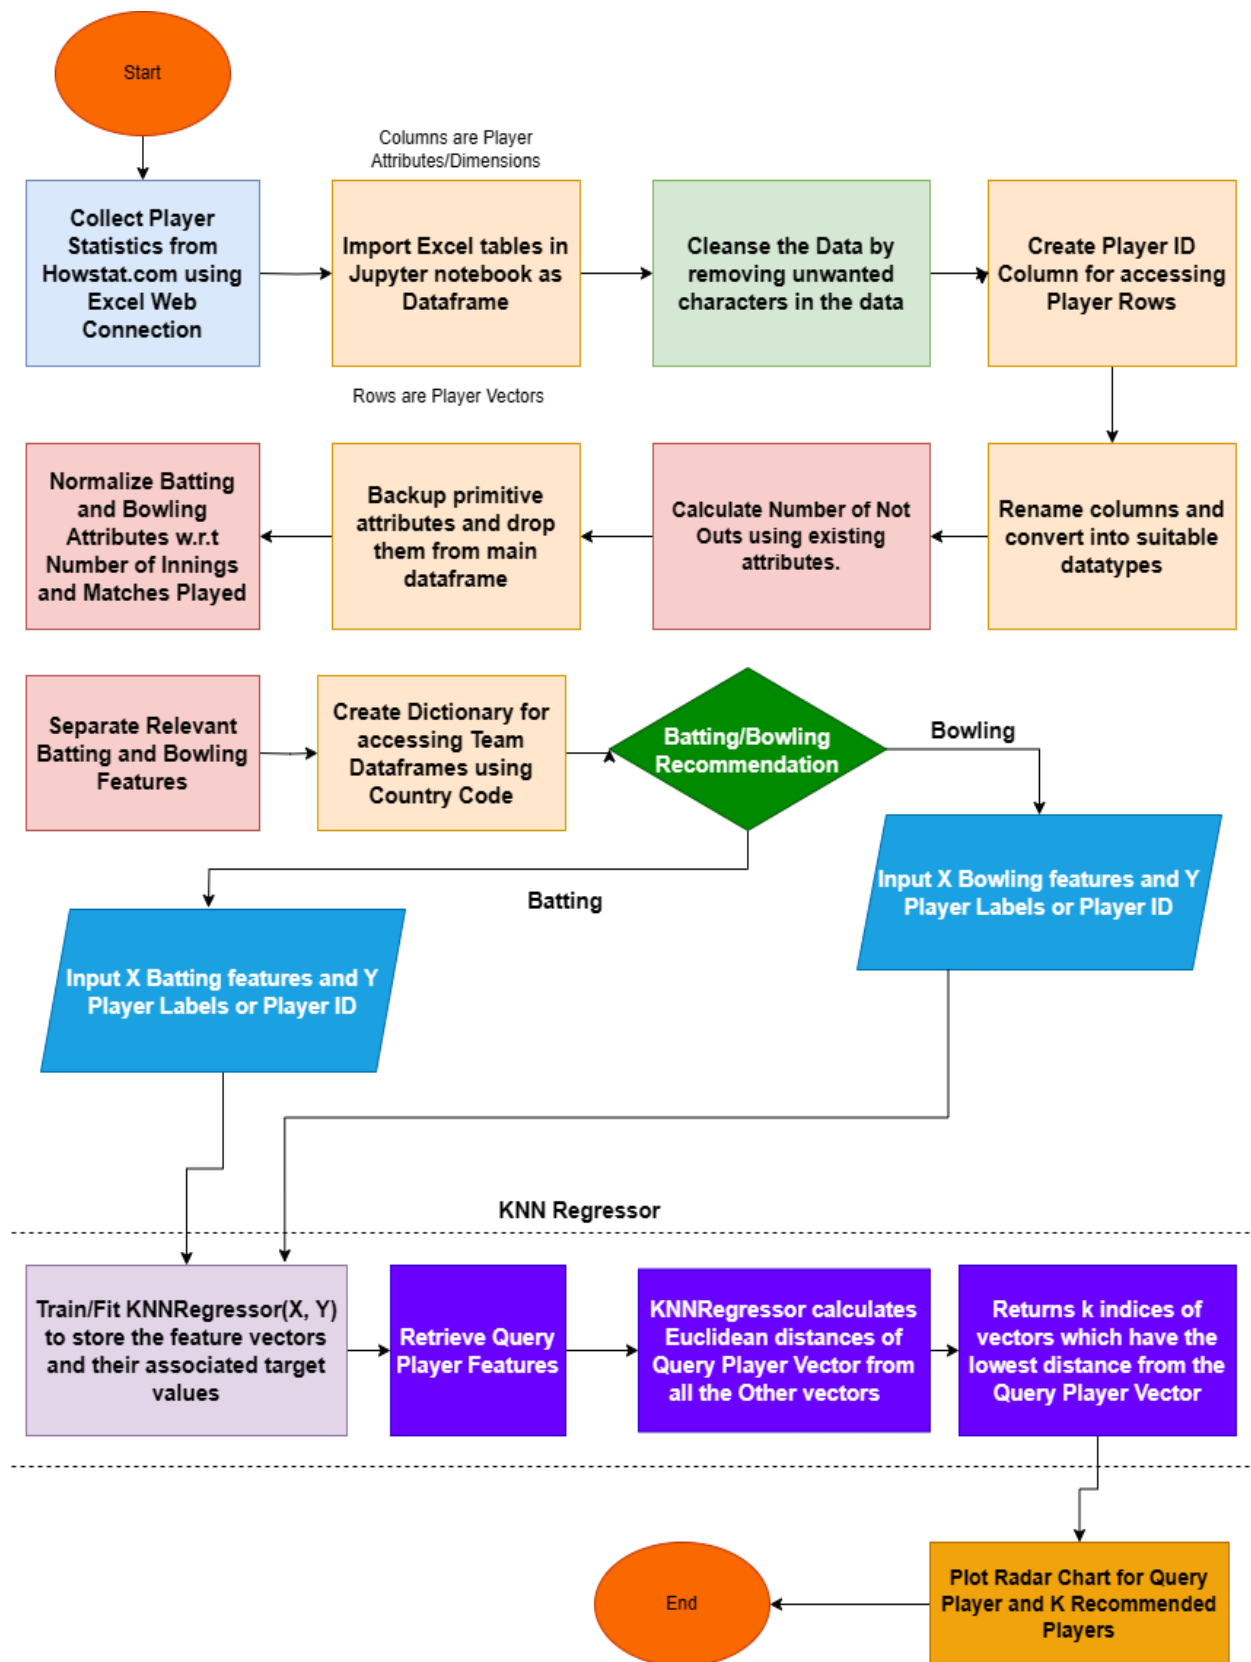 Start
Columns are Player
Attributes/Dimensions
Collect Player
Statistics from
Howstat.com using
Excel Web
Connection
Import Excel tables in
Jupyter notebook as
Dataframe
Cleanse the Data by
removing unwanted
characters in the data
Create Player ID
Column for accessing
Player Rows
Rows are Player Vectors
Normalize Batting
and Bowling
Attributes w.r.t
Number of Innings
and Matches Played
Backup primitive
attributes and drop
them from main
dataframe
Calculate Number of Not
Outs using existing
attributes.
Rename columns and
convert into suitable
datatypes
Separate Relevant
Batting and Bowling
Features
Create Dictionary for
accessing Team
Dataframes using
Country Code
Batting/Bowling
Recommendation
Bowling
Input X Bowling features and Y
Player Labels or Player ID
Batting
Input X Batting features and Y
Player Labels or Player ID
KNN Regressor
Train/Fit KNNRegressor(X, Y)
to store the feature vectors
and their associated target
values
Retrieve Query
Player Features
KNNRegressor calculates
Euclidean distances of
Query Player Vector from
all the Other vectors
Returns k indices of
vectors which have the
lowest distance from the
Query Player Vector
End
Plot Radar Chart for Query
Player and K Recommended
Players